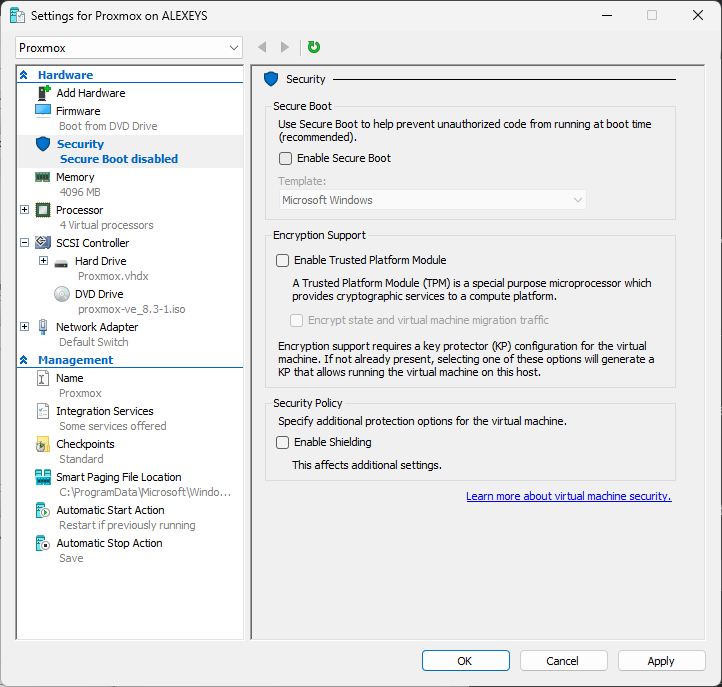 Settings for Proxmox on ALEXEYS
Proxmox
Hardware
Add Hardware
Firmware
Boot from DVD Drive
Security
Secure Boot disabled
Memory
4096 MB
Processor
4 Virtual processors
SCSI Controller
Hard Drive
Proxmox.vhdx
DVD Drive
proxmox-ve_8.3-1.iso
Network Adapter
Default Switch
Management
Name
Proxmox
Integration Services
Some services offered
Checkpoints
Standard
Smart Paging File Location
C:\ProgramData\Microsoft\Windo...
Automatic Start Action
Restart if previously running
Automatic Stop Action
Save
Security
Secure Boot
Use Secure Boot to help prevent unauthorized code from running at boot time
(recommended).
Enable Secure Boot
Template:
Microsoft Windows
Encryption Support
Enable Trusted Platform Module
A Trusted Platform Module (TPM) is a special purpose microprocessor which
provides cryptographic services to a compute platform.
Encrypt state and virtual machine migration traffic
Encryption support requires a key protector (KP) configuration for the virtual
machine. If not already present, selecting one of these options will generate a
KP that allows running the virtual machine on this host.
Security Policy
Specify additional protection options for the virtual machine.
Enable Shielding
This affects additional settings.
Learn more about virtual machine security.
OK
Cancel
Apply